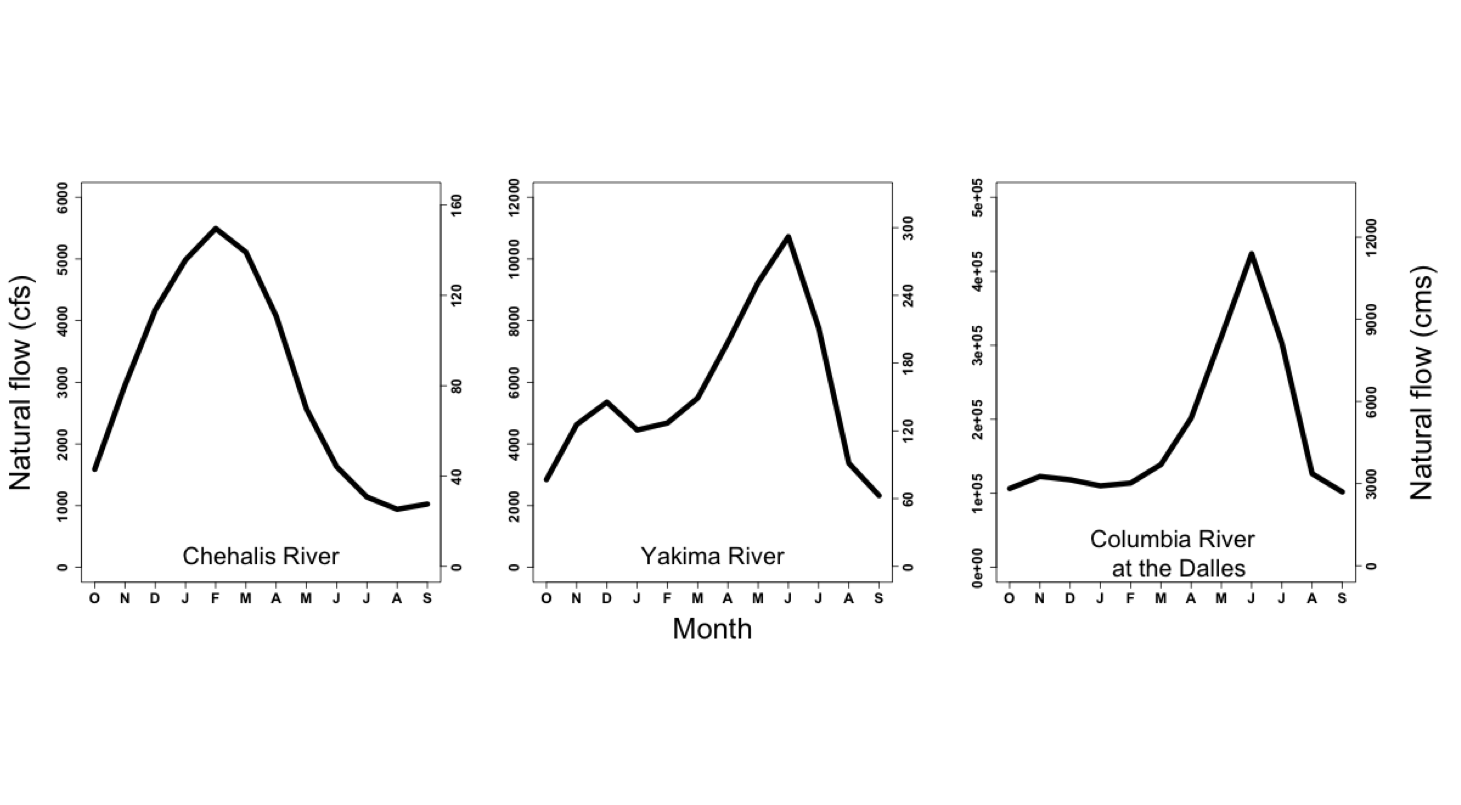 Natural flow (cfs)
6000
5000
4000
3000
2000
1000
0
160
120
80
40
0
Chehalis River
O N D J F M A M J J A S
12000
10000
8000
6000
4000
2000
0
300
240
180
120
60
0
Yakima River
O N D J F M A M J J A S
Month
5e+05
4e+05
3e+05
2e+05
1e+05
0e+00
12000
9000
6000
3000
0
Columbia River
at the Dalles
O N D J F M A M J J A S
Natural flow (cms)